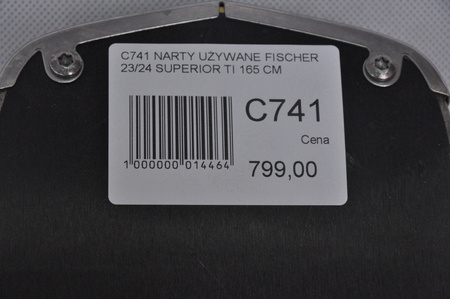 C741 NARTY UŻYWANE FISCHER
23/24 SUPERIOR TI 165 CM
C741
Cena
1 000000 014464
799,00